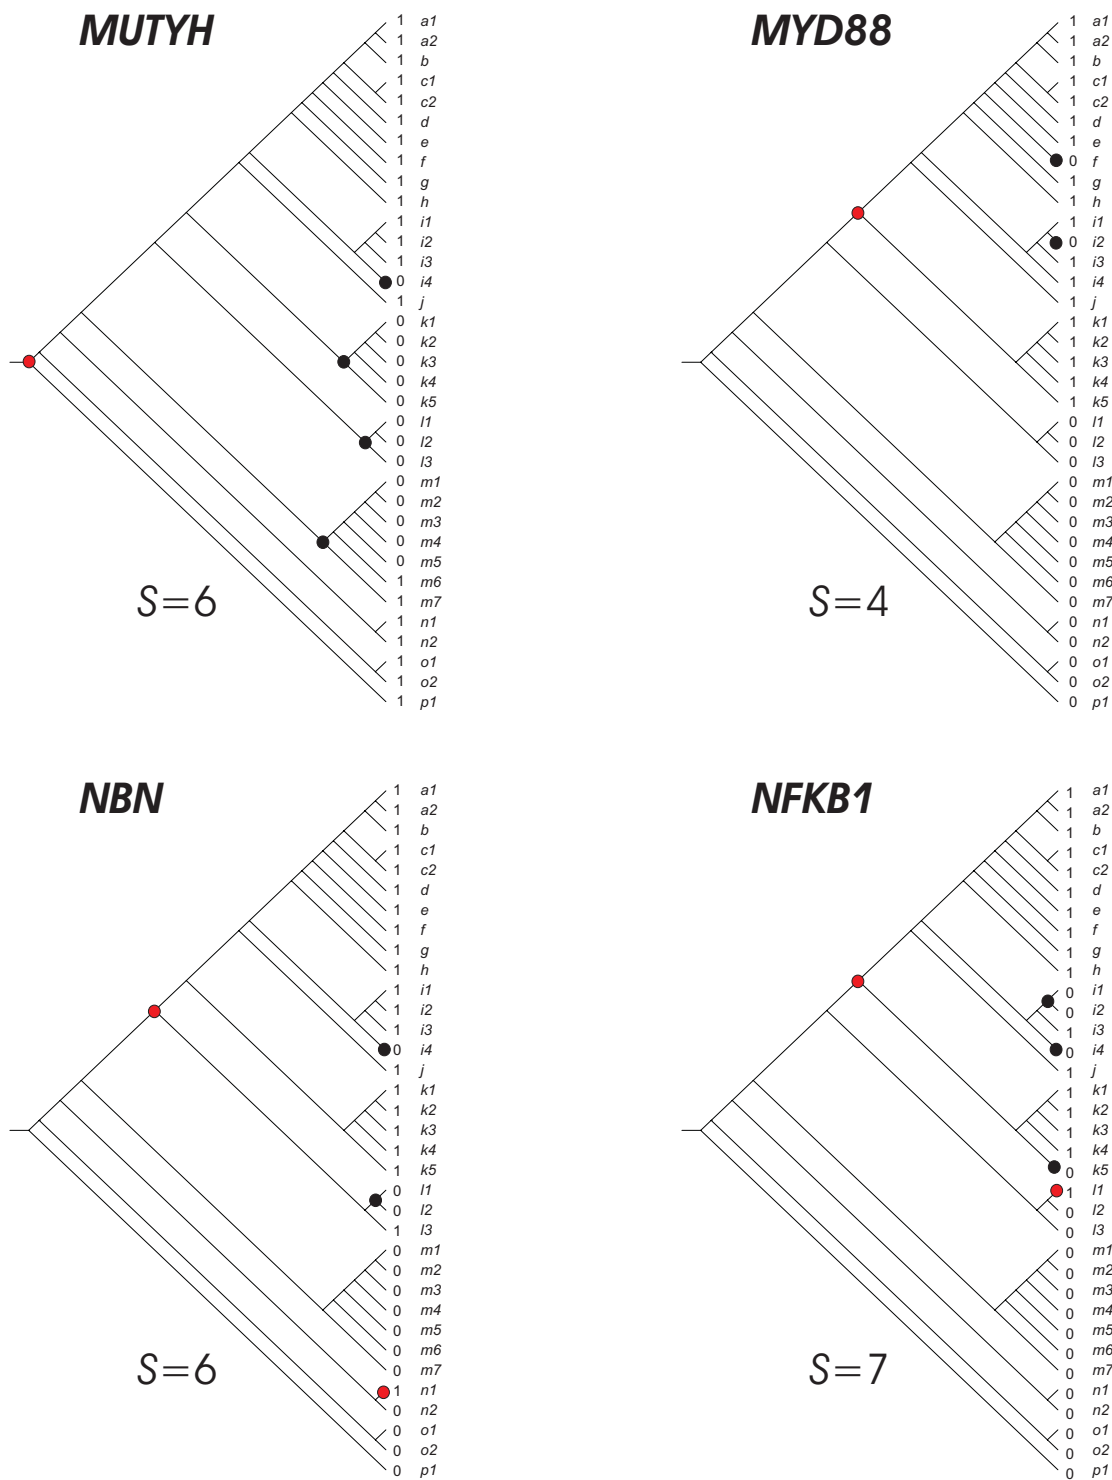 MUTYH
1 a1
1 a2
1 b
1 c1
1 c2
1 d
1 e
1 f
1 g
1 h
1 i1
1 i2
1 i3
0 i4
1 j
0 k1
0 k2
0 k3
0 k4
0 k5
0 l1
0 l2
0 l3
0 m1
0 m2
0 m3
0 m4
0 m5
1 m6
1 m7
1 n1
1 n2
1 o1
1 o2
1 p1
S=6
MYD88
1 a1
1 a2
1 b
1 c1
1 c2
1 d
1 e
0 f
1 g
1 h
1 i1
0 i2
1 i3
1 i4
1 j
1 k1
1 k2
1 k3
1 k4
1 k5
0 l1
0 l2
0 l3
0 m1
0 m2
0 m3
0 m4
0 m5
0 m6
0 m7
0 n1
0 n2
0 o1
0 o2
0 p1
S=4
NBN
1 a1
1 a2
1 b
1 c1
1 c2
1 d
1 e
1 f
1 g
1 h
1 i1
1 i2
1 i3
0 i4
1 j
1 k1
1 k2
1 k3
1 k4
1 k5
0 l1
0 l2
1 l3
0 m1
0 m2
0 m3
0 m4
0 m5
0 m6
0 m7
1 n1
0 n2
0 o1
0 o2
0 p1
S=6
NFKB1
1 a1
1 a2
1 b
1 c1
1 c2
1 d
1 e
1 f
1 g
1 h
0 i1
0 i2
1 i3
0 i4
1 j
1 k1
1 k2
1 k3
1 k4
0 k5
1 l1
0 l2
0 l3
0 m1
0 m2
0 m3
0 m4
0 m5
0 m6
0 m7
0 n1
0 n2
0 o1
0 o2
0 p1
S=7